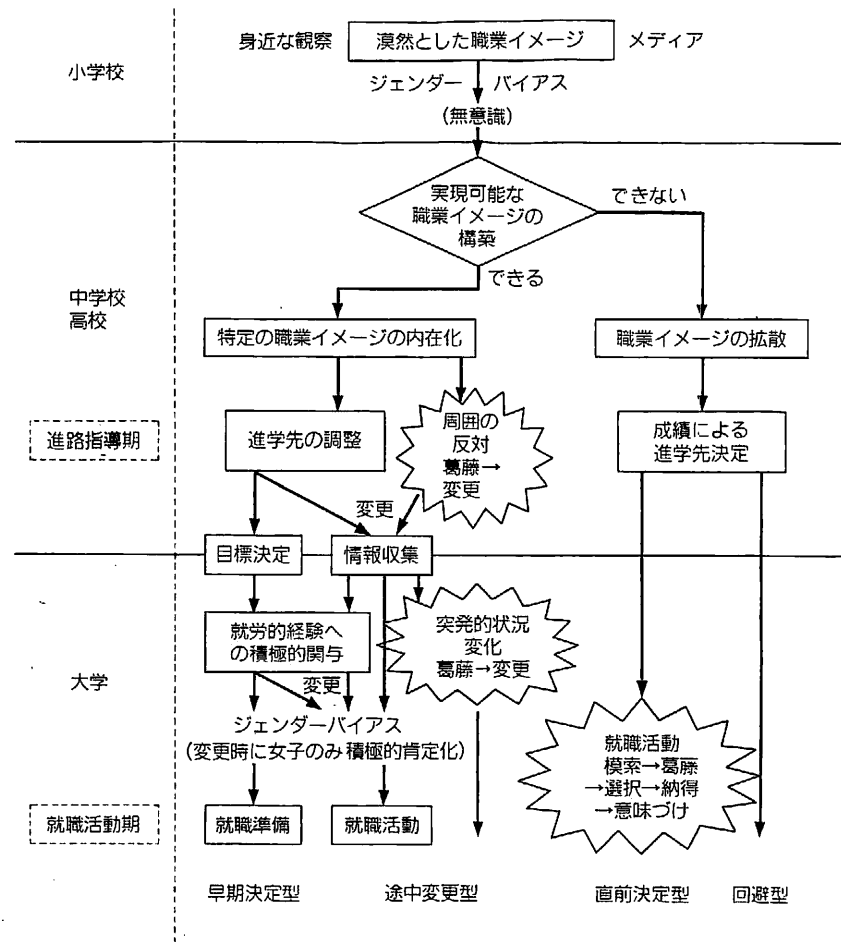 身近な観察
漠然とした職業イメージ
メディア
小学校
ジェンダー
バイアス
(無意識)
実現可能な
職業イメージの
構築
できない
できる
中学校
高校
特定の職業イメージの内在化
職業イメージの拡散
進路指導期
進学先の調整
周囲の
反対
葛藤→
変更
成績による
進学先決定
変更
目標決定
情報収集
大学
就労的経験へ
の積極的関与
突発的状況
変化
葛藤→変更
変更
ジェンダーバイアス
(変更時に女子のみ積極的肯定化)
就職活動
模索→葛藤
→選択→納得
→意味づけ
就職活動期
就職準備
就職活動
早期決定型
途中変更型
直前決定型
回避型